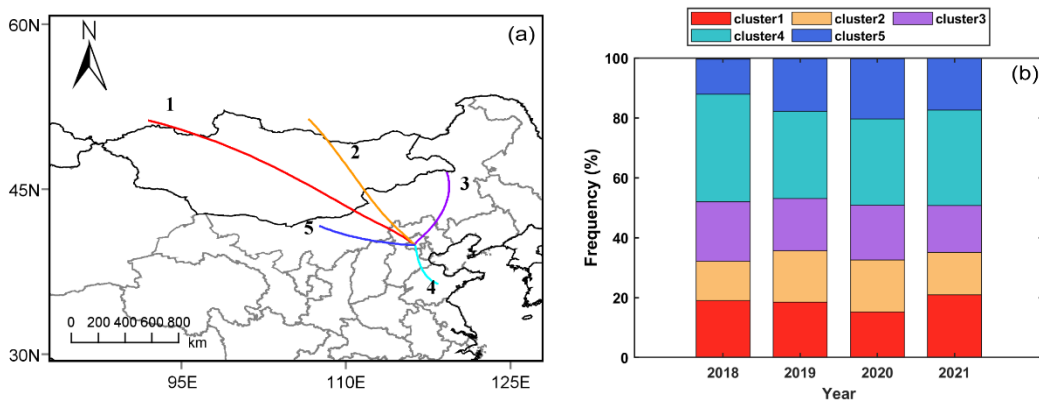 60N
45N
30N
N
(a)
1
2
3
4
5
0 200 400 600 800
km
95E
110E
125E
cluster1 cluster2 cluster3
cluster4 cluster5
(b)
Frequency (%)
100
80
60
40
20
0
2018 2019 2020 2021
Year